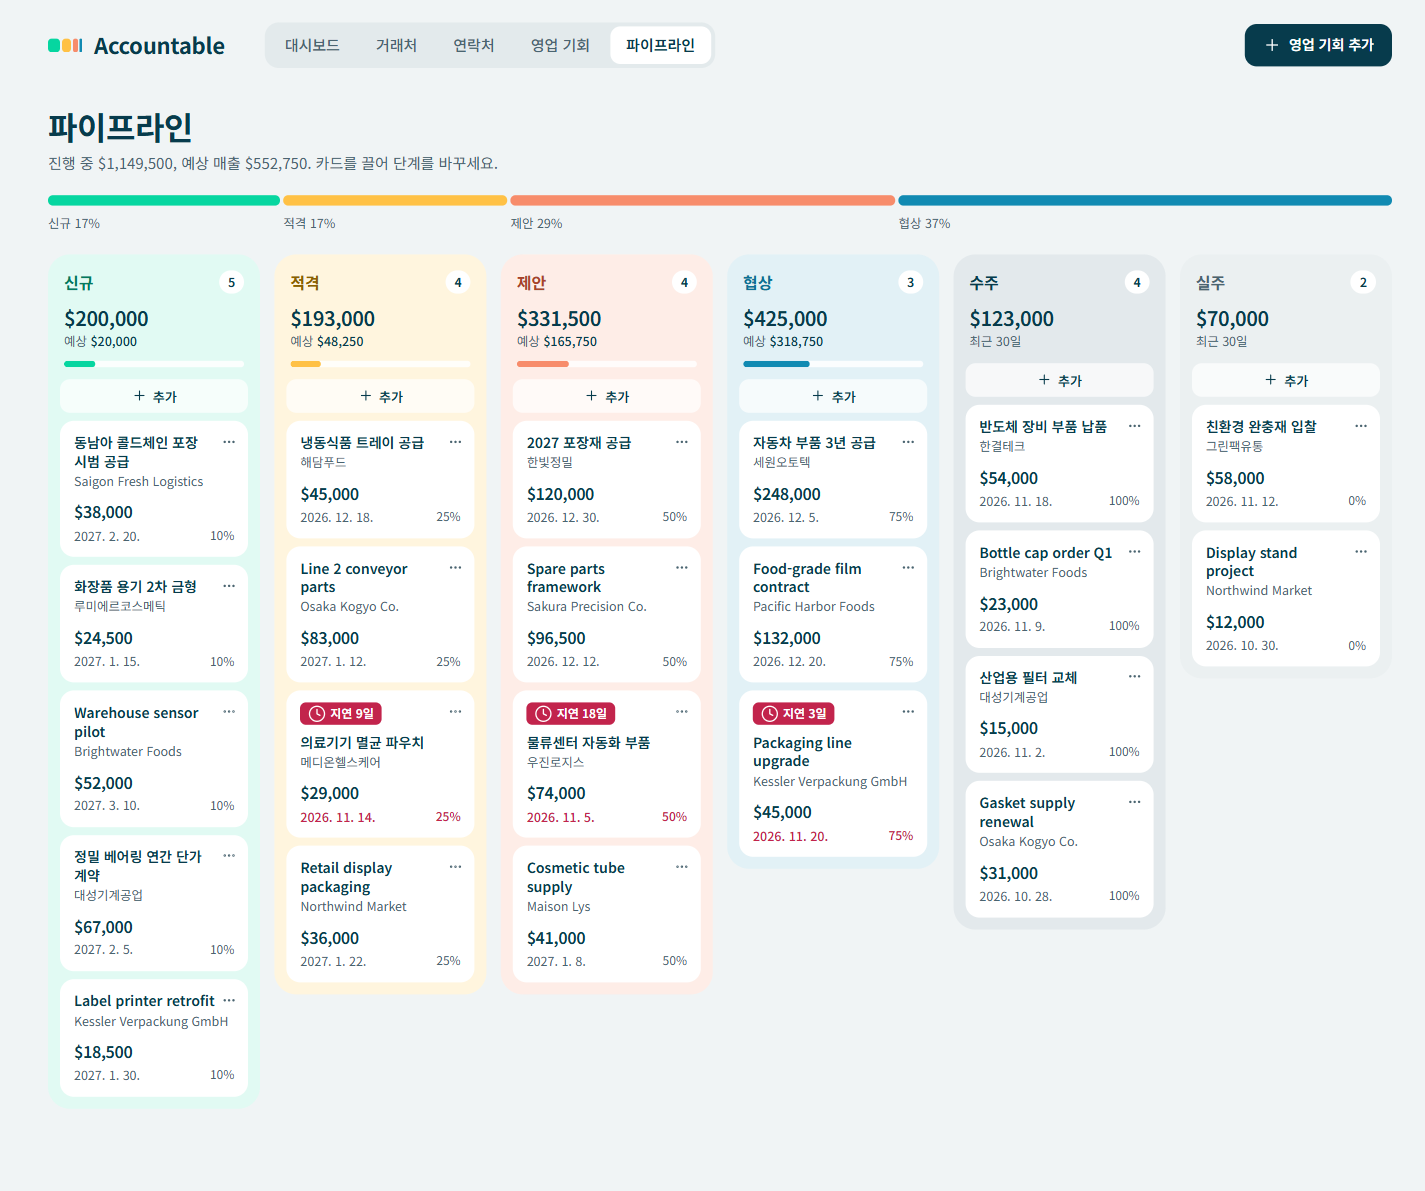 Accountable
대시보드
거래처
연락처
영업 기회
파이프라인
영업 기회 추가
파이프라인
진행 중 $1,149,500, 예상 매출 $552,750. 카드를 끌어 단계를 바꾸세요.
신규 17%
적격 17%
제안 29%
협상 37%
신규
5
$200,000
예상 $20,000
추가
동남아 콜드체인 포장
시범 공급
Saigon Fresh Logistics
$38,000
2027. 2. 20.
10%
화장품 용기 2차 금형
루미에르코스메틱
$24,500
2027. 1. 15.
10%
Warehouse sensor
pilot
Brightwater Foods
$52,000
2027. 3. 10.
10%
정밀 베어링 연간 단가
계약
대성기계공업
$67,000
2027. 2. 5.
10%
Label printer retrofit
Kessler Verpackung GmbH
$18,500
2027. 1. 30.
10%
적격
4
$193,000
예상 $48,250
추가
냉동식품 트레이 공급
해담푸드
$45,000
2026. 12. 18.
25%
Line 2 conveyor
parts
Osaka Kogyo Co.
$83,000
2027. 1. 12.
25%
지연 9일
의료기기 멸균 파우치
메디온헬스케어
$29,000
2026. 11. 14.
25%
Retail display
packaging
Northwind Market
$36,000
2027. 1. 22.
25%
제안
4
$331,500
예상 $165,750
추가
2027 포장재 공급
한빛정밀
$120,000
2026. 12. 30.
50%
Spare parts
framework
Sakura Precision Co.
$96,500
2026. 12. 12.
50%
지연 18일
물류센터 자동화 부품
우진로지스
$74,000
2026. 11. 5.
50%
Cosmetic tube
supply
Maison Lys
$41,000
2027. 1. 8.
50%
협상
3
$425,000
예상 $318,750
추가
자동차 부품 3년 공급
세원오토텍
$248,000
2026. 12. 5.
75%
Food-grade film
contract
Pacific Harbor Foods
$132,000
2026. 12. 20.
75%
지연 3일
Packaging line
upgrade
Kessler Verpackung GmbH
$45,000
2026. 11. 20.
75%
수주
4
$123,000
최근 30일
추가
반도체 장비 부품 납품
한결테크
$54,000
2026. 11. 18.
100%
Bottle cap order Q1
Brightwater Foods
$23,000
2026. 11. 9.
100%
산업용 필터 교체
대성기계공업
$15,000
2026. 11. 2.
100%
Gasket supply
renewal
Osaka Kogyo Co.
$31,000
2026. 10. 28.
100%
실주
2
$70,000
최근 30일
추가
친환경 완충재 입찰
그린팩유통
$58,000
2026. 11. 12.
0%
Display stand
project
Northwind Market
$12,000
2026. 10. 30.
0%